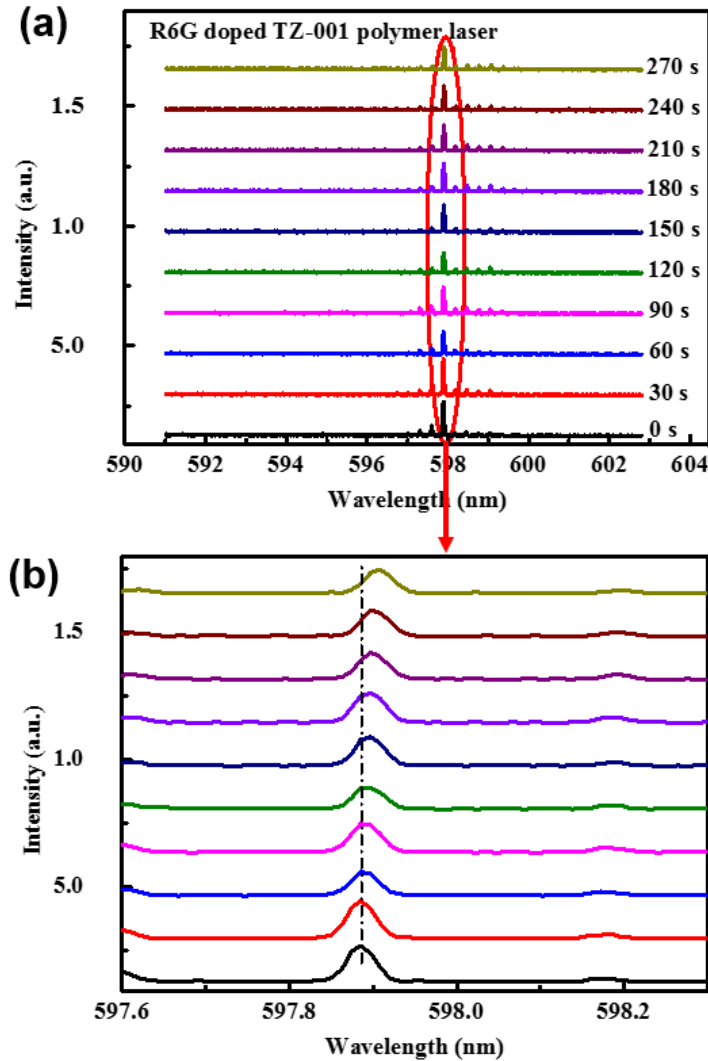 (a)
R6G doped TZ-001 polymer laser
270 s
240 s
1.5
210 s
180 s
150 s
1.0
120 s
90 s
5.0
60 s
30 s
0 s
Intensity (a.u.)
590 592 594 596 598 600 602 604
Wavelength (nm)
(b)
1.5
1.0
5.0
Intensity (a.u.)
597.6 597.8 598.0 598.2
Wavelength (nm)